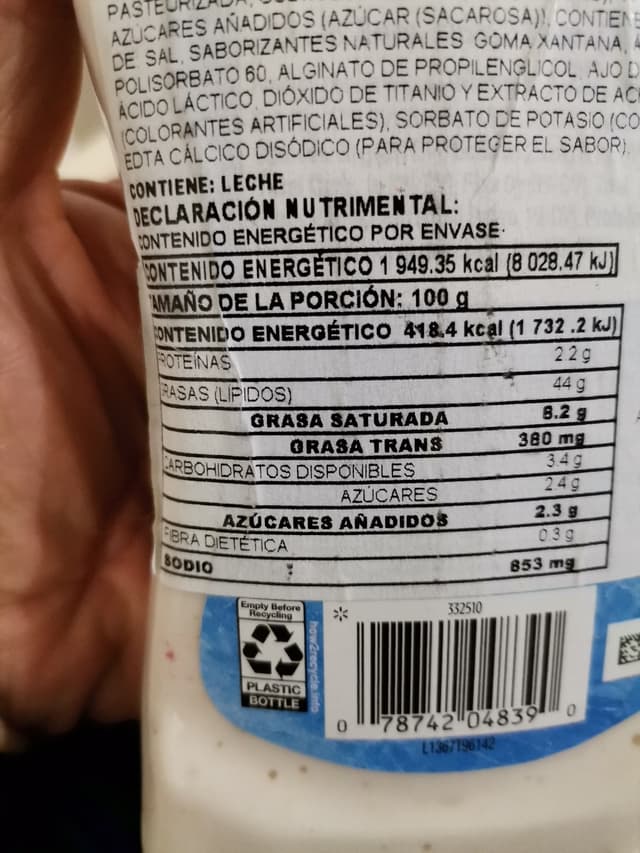 PASTEURIZADA,
AZÚCARES AÑADIDOS (AZÚCAR (SACAROSA)), CONTIENE
DE SAL, SABORIZANTES NATURALES GOMA XANTANA,
POLISORBATO 60, ALGINATO DE PROPILENGLICOL, AJO
ÁCIDO LÁCTICO, DIÓXIDO DE TITANIO Y EXTRACTO DE
(COLORANTES ARTIFICIALES), SORBATO DE POTASIO
EDTA CÁLCICO DISÓDICO (PARA PROTEGER EL SABOR).
CONTIENE: LECHE
DECLARACIÓN NUTRIMENTAL:
CONTENIDO ENERGÉTICO POR ENVASE
CONTENIDO ENERGÉTICO 1 949.35 kcal (8 028.47 kJ)
TAMAÑO DE LA PORCIÓN: 100 g
CONTENIDO ENERGÉTICO 418.4 kcal (1 732 .2 kJ)
PROTEÍNAS 2.2 g
GRASAS (LÍPIDOS) 44 g
GRASA SATURADA 8.2 g
GRASA TRANS 380 mg
CARBOHIDRATOS DISPONIBLES 3.4 g
AZÚCARES 2.4 g
AZÚCARES AÑADIDOS 2.3 g
FIBRA DIETÉTICA 0.3 g
SODIO 853 mg
Empty Before
Recycling
how2recycle.info
PLASTIC
BOTTLE
332510
0 78742 04839 0
L1367196142